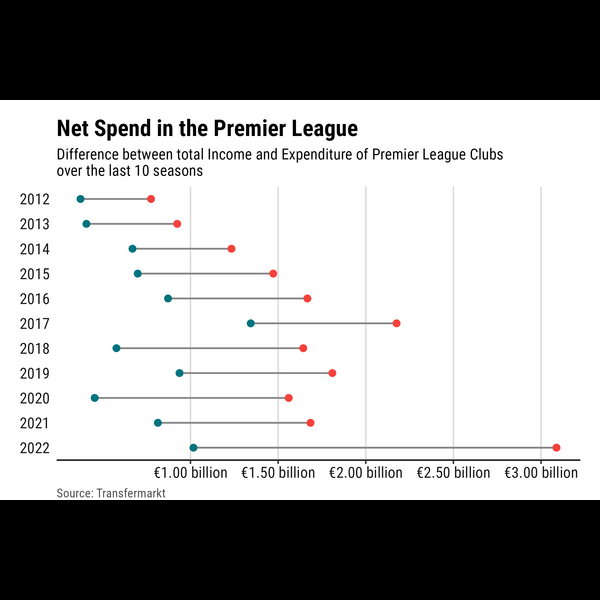 Net Spend in the Premier League
Difference between total Income and Expenditure of Premier League Clubs
over the last 10 seasons
2012
2013
2014
2015
2016
2017
2018
2019
2020
2021
2022
€1.00 billion €1.50 billion €2.00 billion €2.50 billion €3.00 billion
Source: Transfermarkt